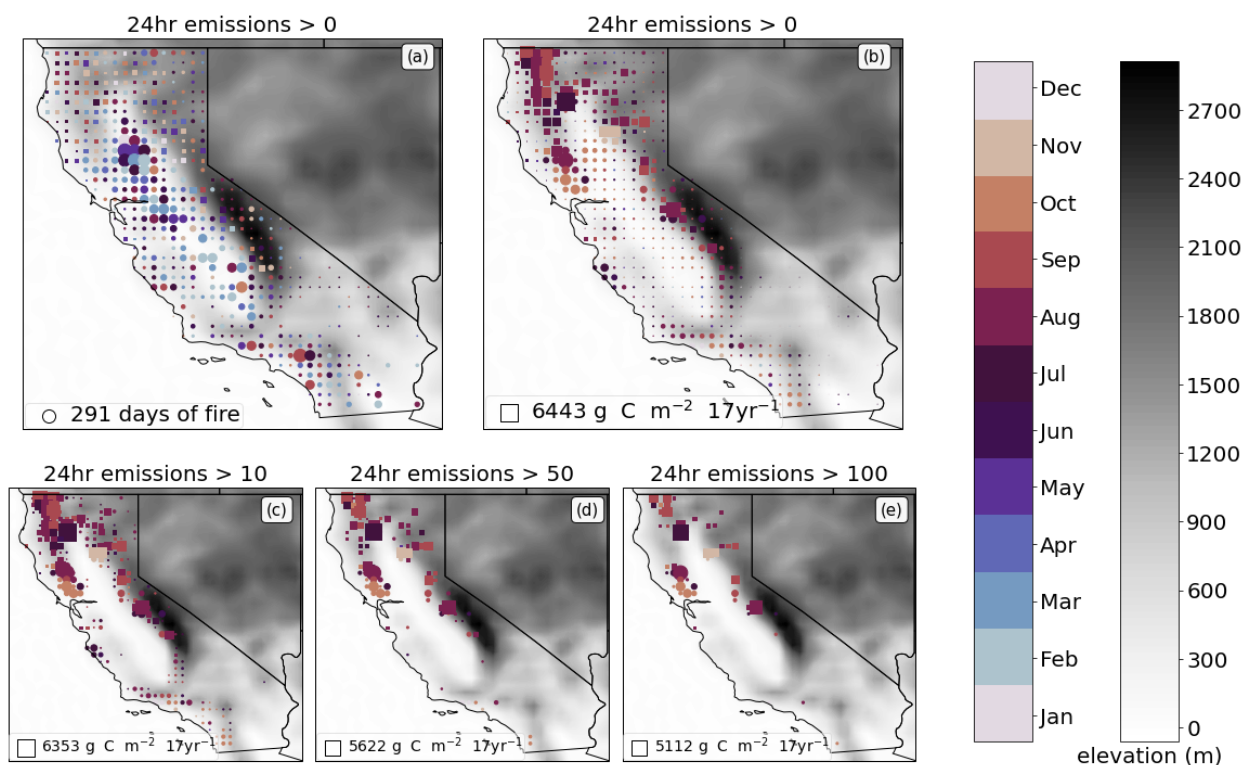 24hr emissions > 0
(a)
291 days of fire
24hr emissions > 0
(b)
6443 g C m⁻² 17yr⁻¹
24hr emissions > 10
(c)
6353 g C m⁻² 17yr⁻¹
24hr emissions > 50
(d)
5622 g C m⁻² 17yr⁻¹
24hr emissions > 100
(e)
5112 g C m⁻² 17yr⁻¹
Dec
Nov
Oct
Sep
Aug
Jul
Jun
May
Apr
Mar
Feb
Jan
2700
2400
2100
1800
1500
1200
900
600
300
0
elevation (m)